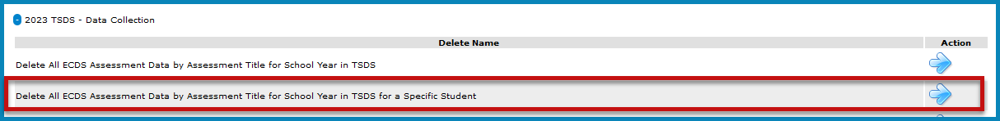 2023 TSDS - Data Collection
Delete Name Action
Delete All ECDS Assessment Data by Assessment Title for School Year in TSDS
Delete All ECDS Assessment Data by Assessment Title for School Year in TSDS for a Specific Student